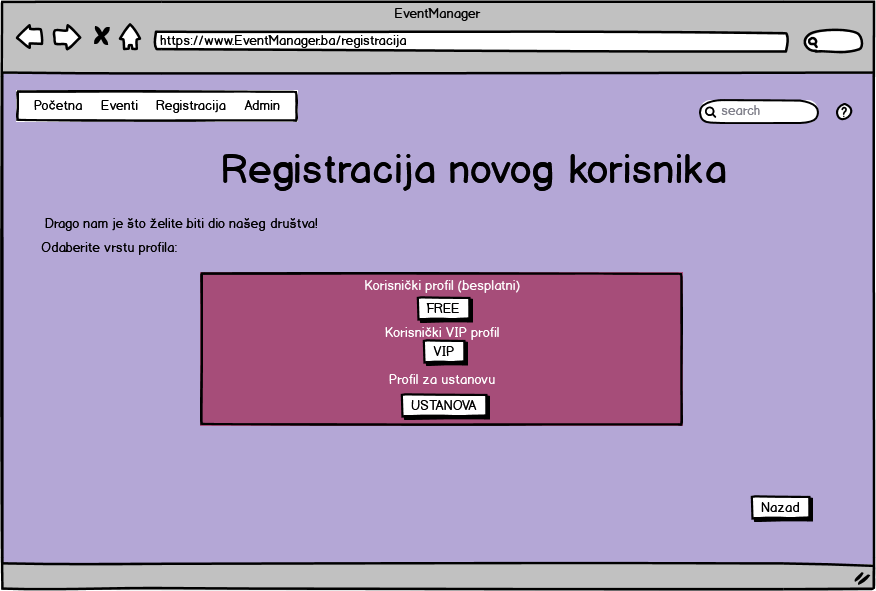 EventManager
https://www.EventManager.ba/registracija
Početna Eventi Registracija Admin
search
?
Registracija novog korisnika
Drago nam je što želite biti dio našeg društva!
Odaberite vrstu profila:
Korisnički profil (besplatni)
FREE
Korisnički VIP profil
VIP
Profil za ustanovu
USTANOVA
Nazad